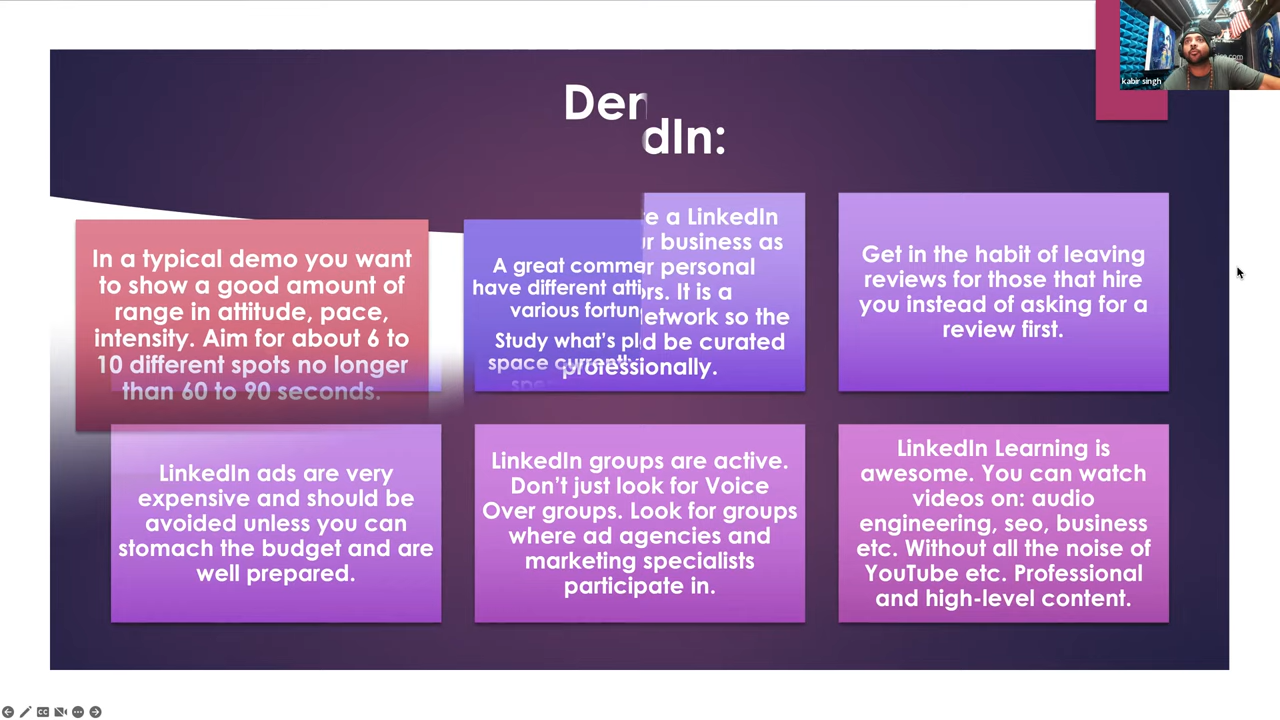 kabir singh
Der
dIn:
In a typical demo you want
to show a good amount of
range in attitude, pace,
intensity. Aim for about 6 to
10 different spots no longer
than 60 to 90 seconds.
A great comme
have different atti
various fortun
Study what's pl
space currently
spe
e a LinkedIn
ur business as
r personal
rs. It is a
etwork so the
d be curated
professionally.
Get in the habit of leaving
reviews for those that hire
you instead of asking for a
review first.
LinkedIn ads are very
expensive and should be
avoided unless you can
stomach the budget and are
well prepared.
LinkedIn groups are active.
Don't just look for Voice
Over groups. Look for groups
where ad agencies and
marketing specialists
participate in.
LinkedIn Learning is
awesome. You can watch
videos on: audio
engineering, seo, business
etc. Without all the noise of
YouTube etc. Professional
and high-level content.